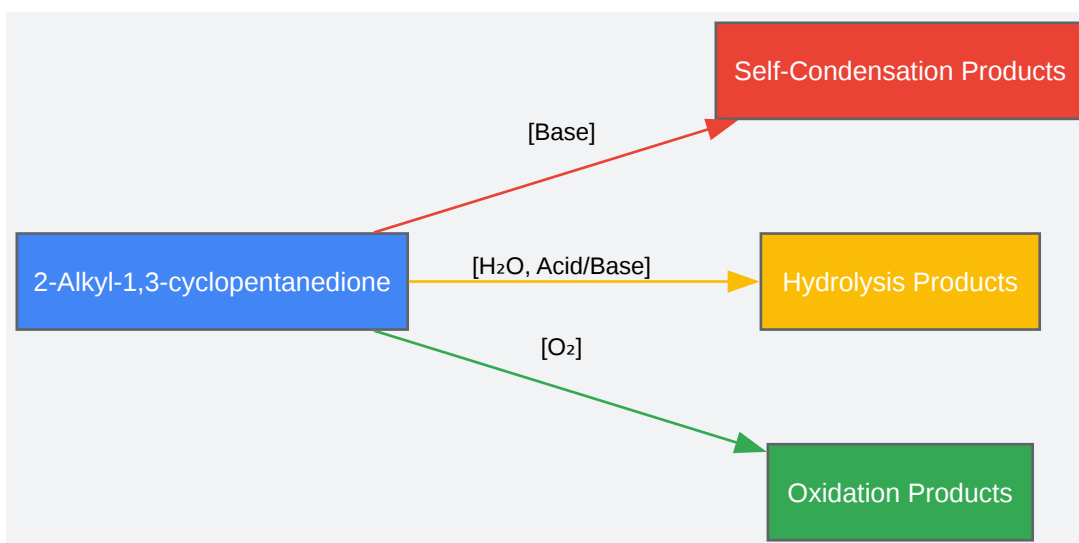 Self-Condensation Products
[Base]
2-Alkyl-1,3-cyclopentanedione
[H₂O, Acid/Base]
Hydrolysis Products
[O₂]
Oxidation Products